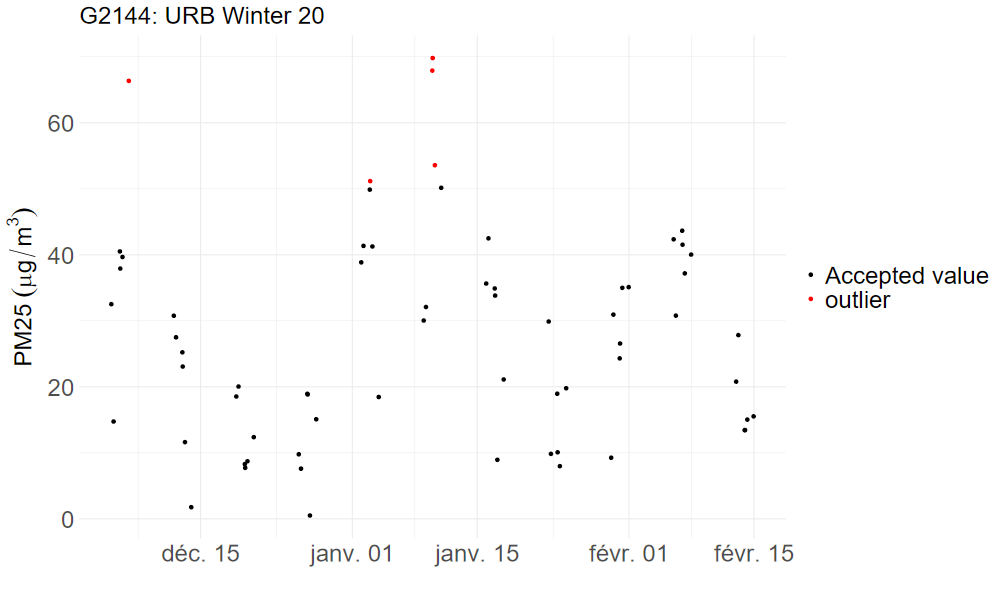 G2144: URB Winter 20
PM25 (μg/m³)
60
40
20
0
déc. 15
janv. 01
janv. 15
févr. 01
févr. 15
Accepted value
outlier